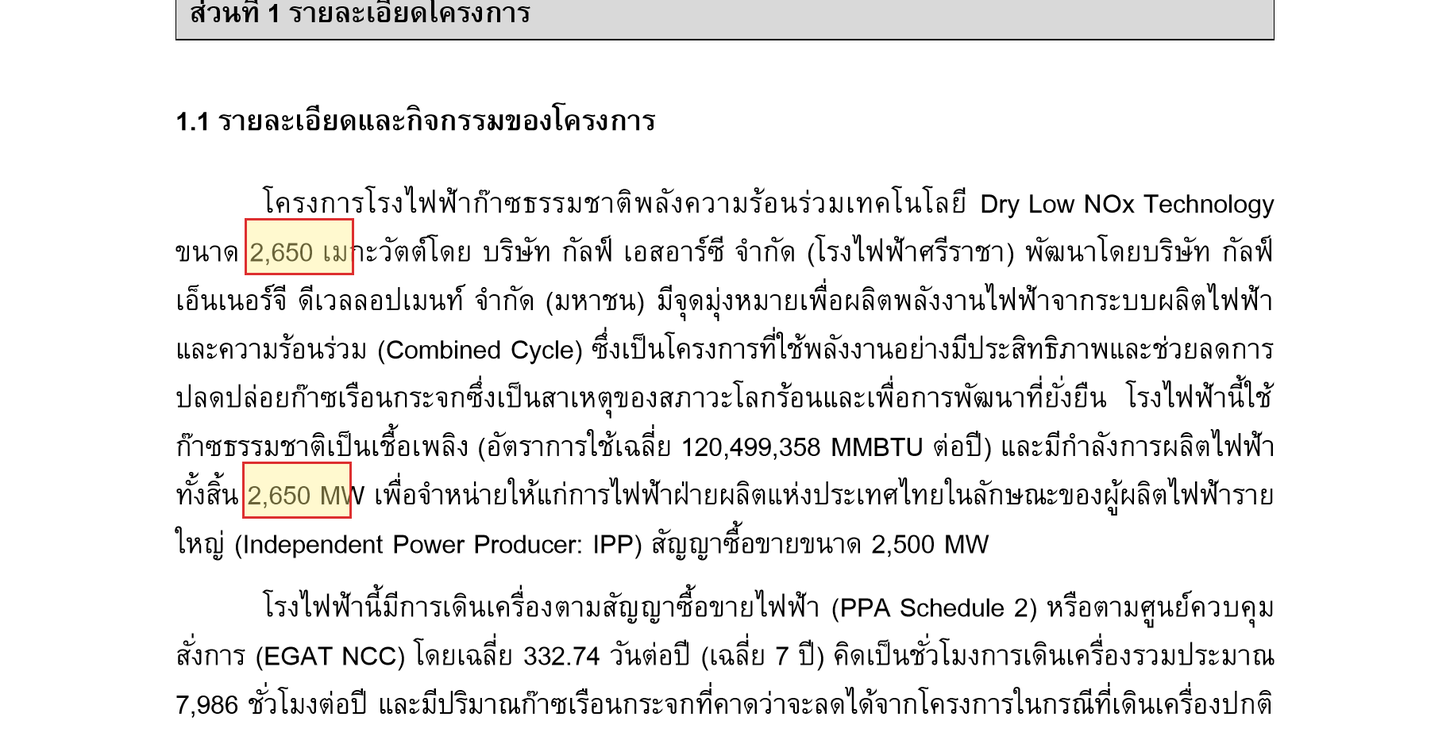 ส่วนที่ 1 รายละเอียดโครงการ
1.1 รายละเอียดและกิจกรรมของโครงการ
โครงการโรงไฟฟ้าก๊าซธรรมชาติพลังความร้อนร่วมเทคโนโลยี Dry Low NOx Technology
ขนาด 2,650 เมกะวัตต์โดย บริษัท กัลฟ์ เอสอาร์ซี จำกัด (โรงไฟฟ้าศรีราชา) พัฒนาโดยบริษัท กัลฟ์
เอ็นเนอร์จี ดีเวลลอปเมนท์ จำกัด (มหาชน) มีจุดมุ่งหมายเพื่อผลิตพลังงานไฟฟ้าจากระบบผลิตไฟฟ้า
และความร้อนร่วม (Combined Cycle) ซึ่งเป็นโครงการที่ใช้พลังงานอย่างมีประสิทธิภาพและช่วยลดการ
ปลดปล่อยก๊าซเรือนกระจกซึ่งเป็นสาเหตุของสภาวะโลกร้อนและเพื่อการพัฒนาที่ยั่งยืน โรงไฟฟ้านี้ใช้
ก๊าซธรรมชาติเป็นเชื้อเพลิง (อัตราการใช้เฉลี่ย 120,499,358 MMBTU ต่อปี) และมีกำลังการผลิตไฟฟ้า
ทั้งสิ้น 2,650 MW เพื่อจำหน่ายให้แก่การไฟฟ้าฝ่ายผลิตแห่งประเทศไทยในลักษณะของผู้ผลิตไฟฟ้าราย
ใหญ่ (Independent Power Producer: IPP) สัญญาซื้อขายขนาด 2,500 MW
โรงไฟฟ้านี้มีการเดินเครื่องตามสัญญาซื้อขายไฟฟ้า (PPA Schedule 2) หรือตามศูนย์ควบคุม
สั่งการ (EGAT NCC) โดยเฉลี่ย 332.74 วันต่อปี (เฉลี่ย 7 ปี) คิดเป็นชั่วโมงการเดินเครื่องรวมประมาณ
7,986 ชั่วโมงต่อปี และมีปริมาณก๊าซเรือนกระจกที่คาดว่าจะลดได้จากโครงการในกรณีที่เดินเครื่องปกติ